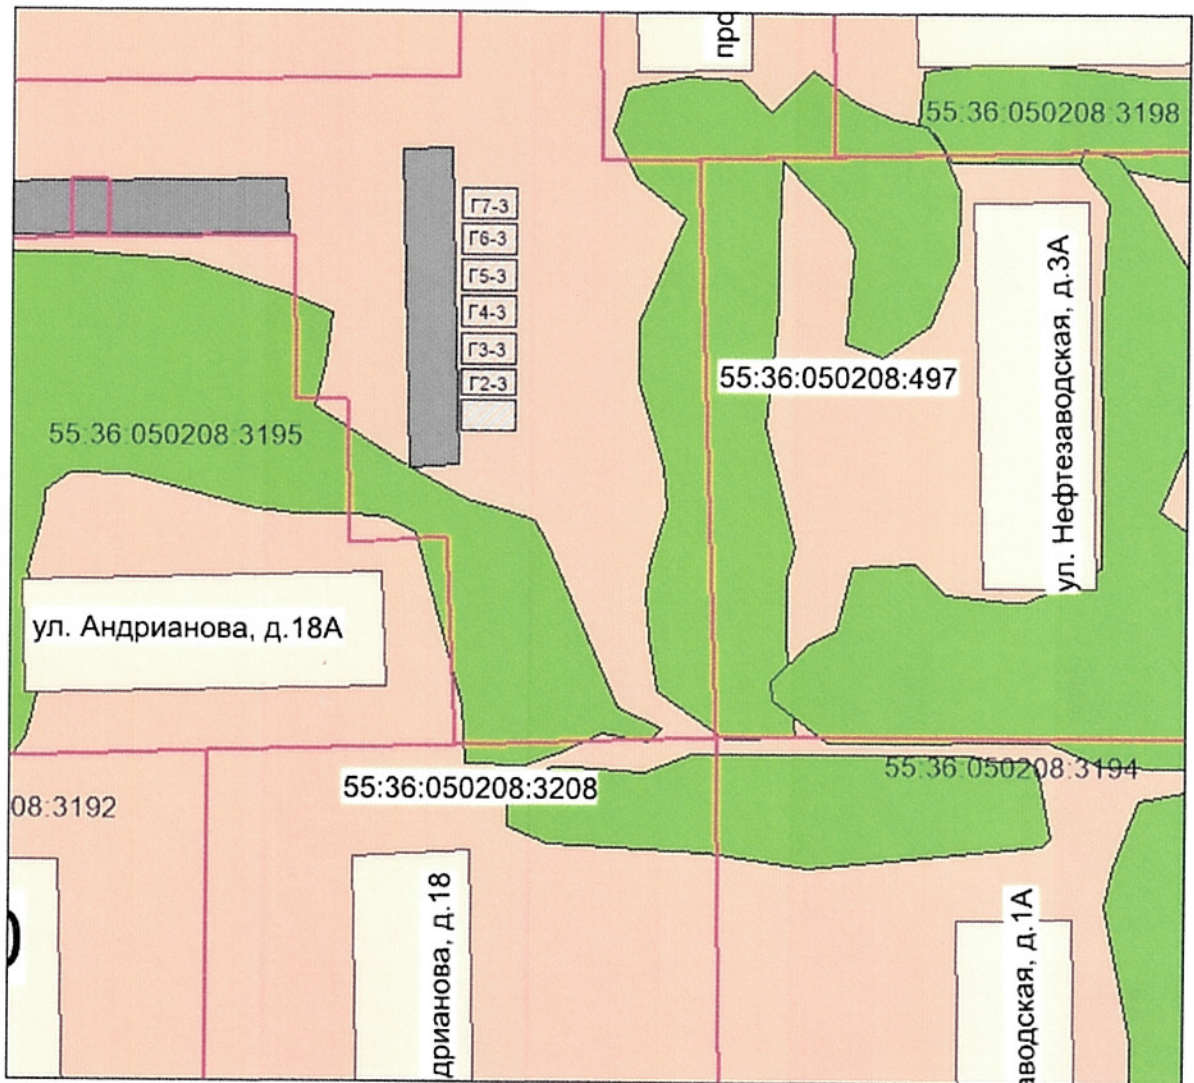 про
55:36:050208:3198
Г7-3
Г6-3
Г5-3
Г4-3
Г3-3
Г2-3
ул. Нефтезаводская, д.3А
55:36:050208:497
55:36:050208:3195
ул. Андрианова, д.18А
55:36:050208:3194
55:36:050208:3208
08:3192
дрианова, д.18
аводская, д.1А